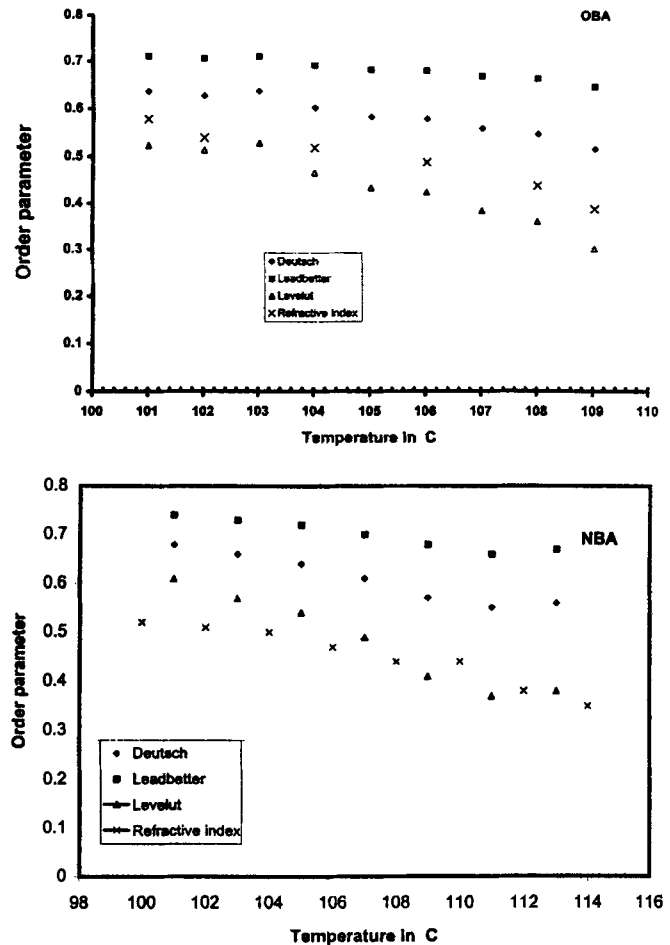 OBA
0.8
0.7
0.6
0.5
0.4
0.3
0.2
0.1
0
Order parameter
Deutsch
Leadbetter
Levelut
Refractive Index
100 101 102 103 104 105 106 107 108 109 110
Temperature in C
NBA
0.8
0.7
0.6
0.5
0.4
0.3
0.2
0.1
0
Order parameter
Deutsch
Leadbetter
Levelut
Refractive index
98 100 102 104 106 108 110 112 114 116
Temperature in C